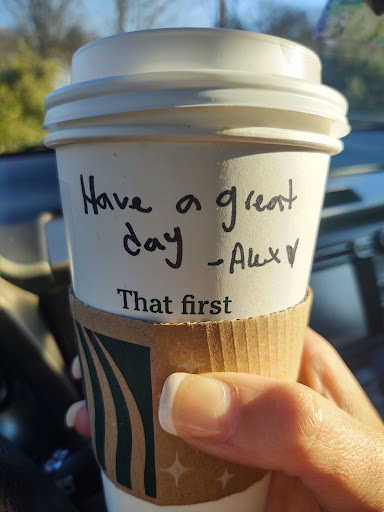 Have a great
day -Alex♥
That first